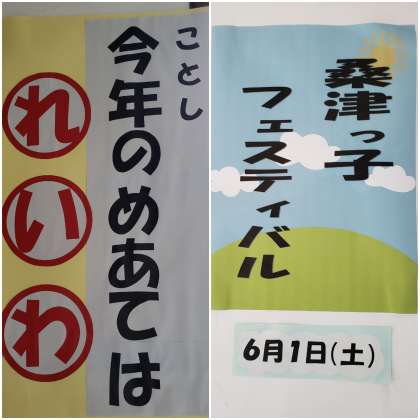 ことし
今年のめあては
れいわ
桑津っ子
フェスティバル
6月1日(土)